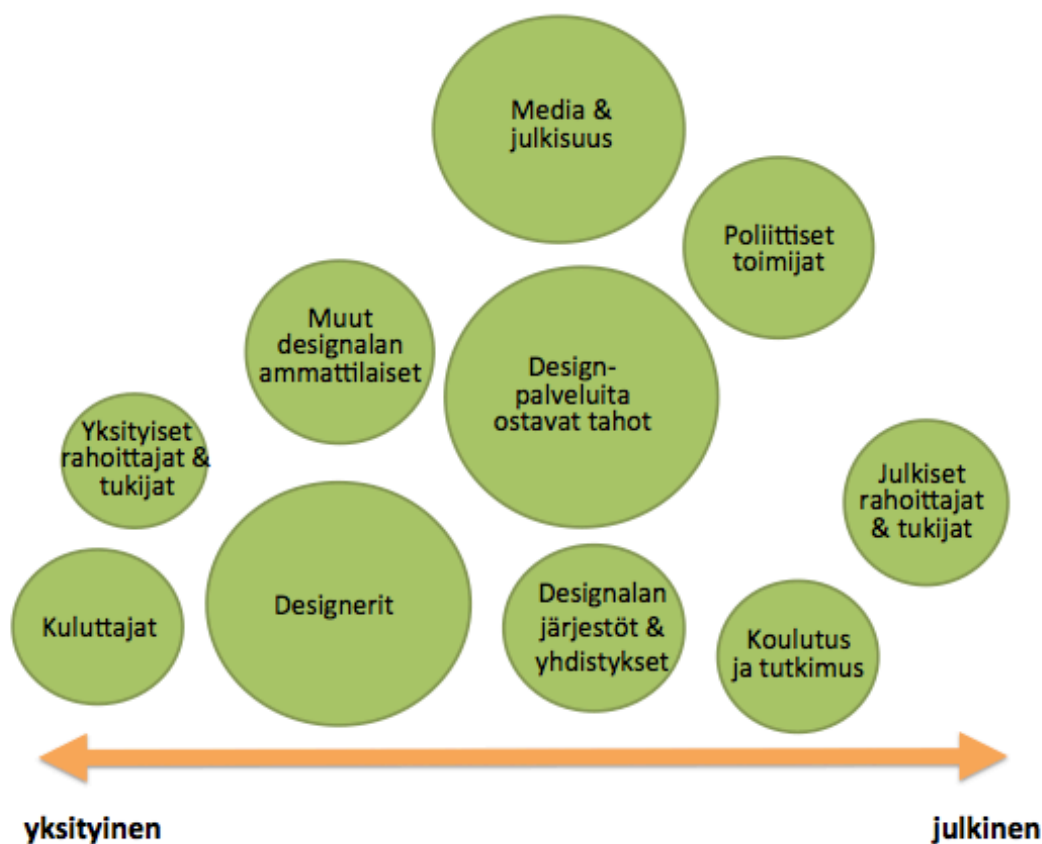 Media &
julkisuus
Poliittiset
toimijat
Muut
designalan
ammattilaiset
Design-
palveluita
ostavat tahot
Yksityiset
rahoittajat &
tukijat
Julkiset
rahoittajat
& tukijat
Kuluttajat
Designerit
Designalan
järjestöt &
yhdistykset
Koulutus
ja tutkimus
yksityinen
julkinen